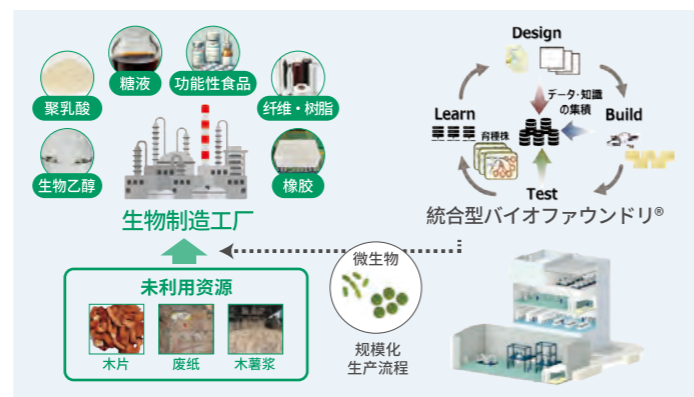 糖液
功能性食品
聚乳酸
纤维・树脂
生物乙醇
橡胶
生物制造工厂
未利用资源
木片
废纸
木薯浆
微生物
规模化
生产流程
Design
データ・知識
の集積
Learn
Build
育種株
Test
統合型バイオファウンドリ®